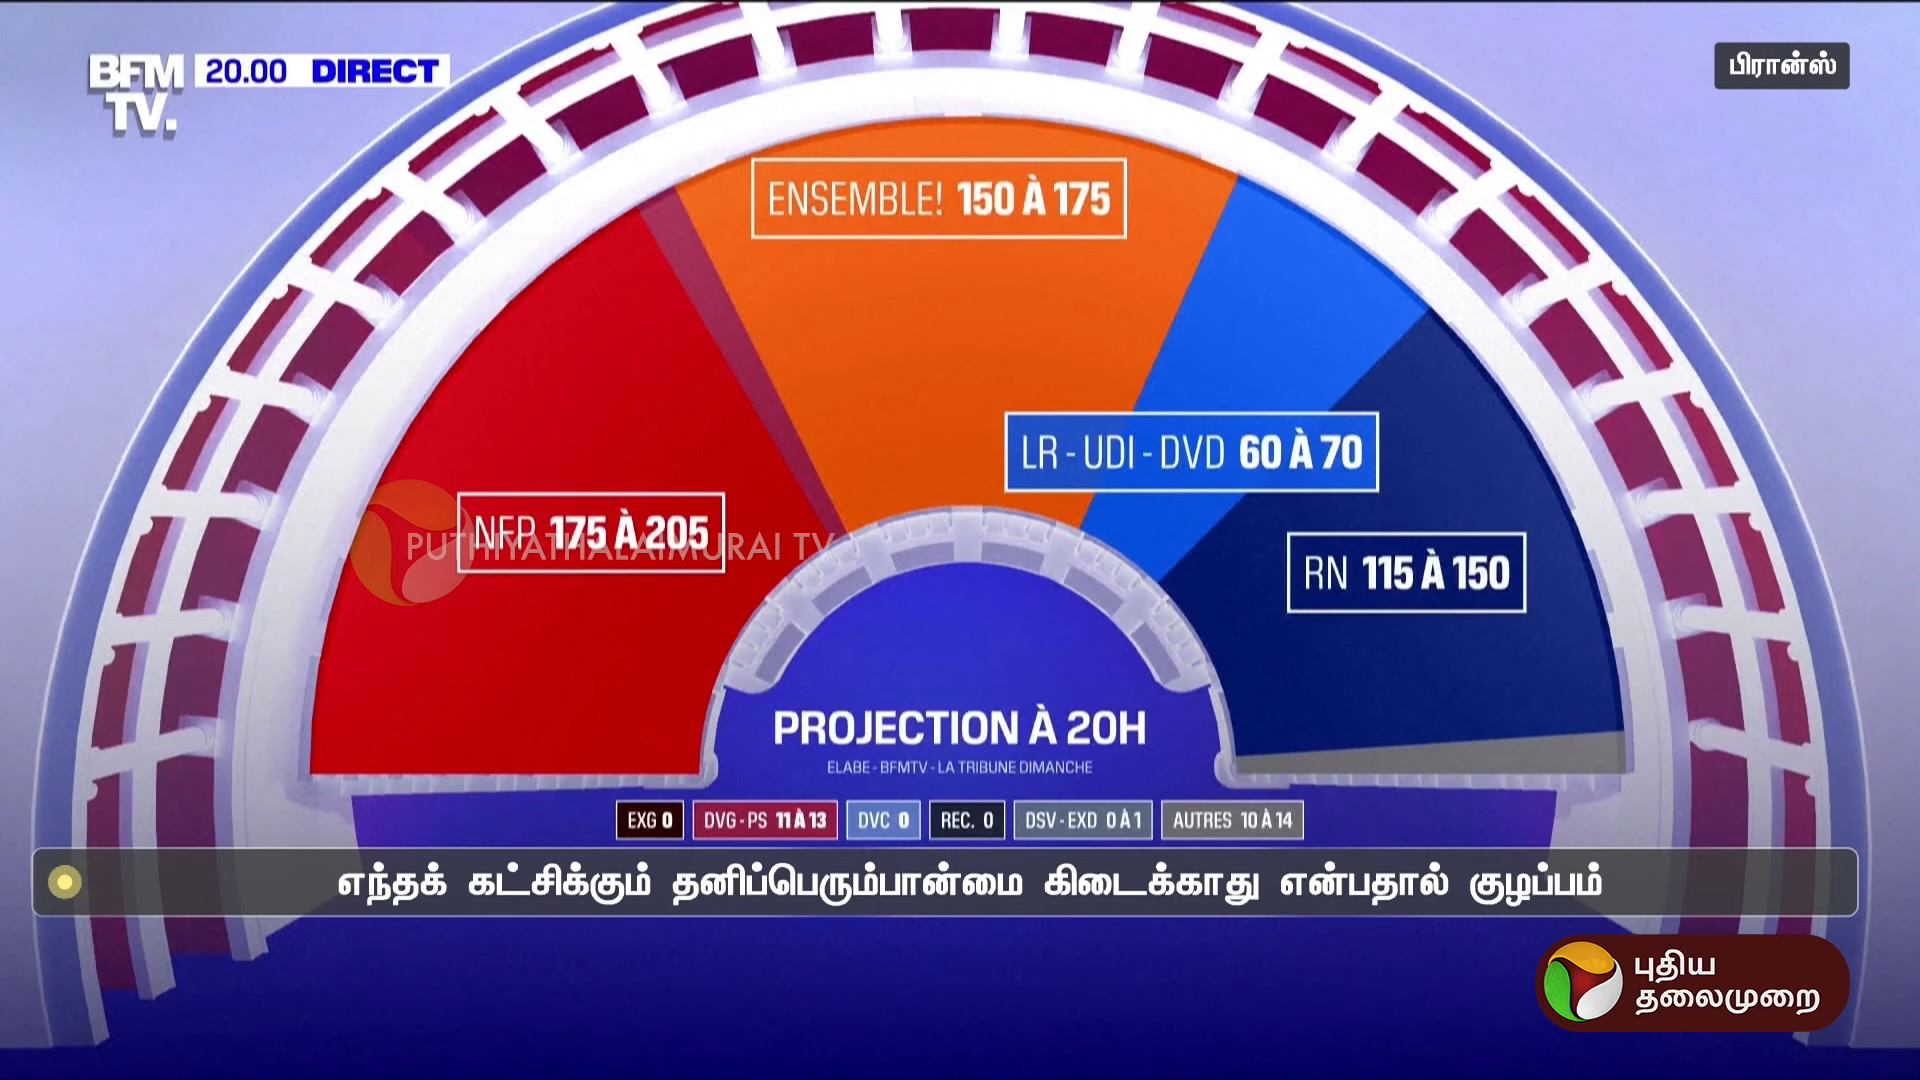 BFM
TV.
20.00 DIRECT
பிரான்ஸ்
ENSEMBLE! 150 À 175
LR - UDI - DVD 60 À 70
NFP 175 À 205
PUTHIYATHALAIMURAI TV
RN 115 À 150
PROJECTION À 20H
ELABE - BFMTV - LA TRIBUNE DIMANCHE
EXG 0
DVG - PS 11 À 13
DVC 0
REC. 0
DSV - EXD 0 À 1
AUTRES 10 À 14
எந்தக் கட்சிக்கும் தனிப்பெரும்பான்மை கிடைக்காது என்பதால் குழப்பம்
புதிய
தலைமுறை